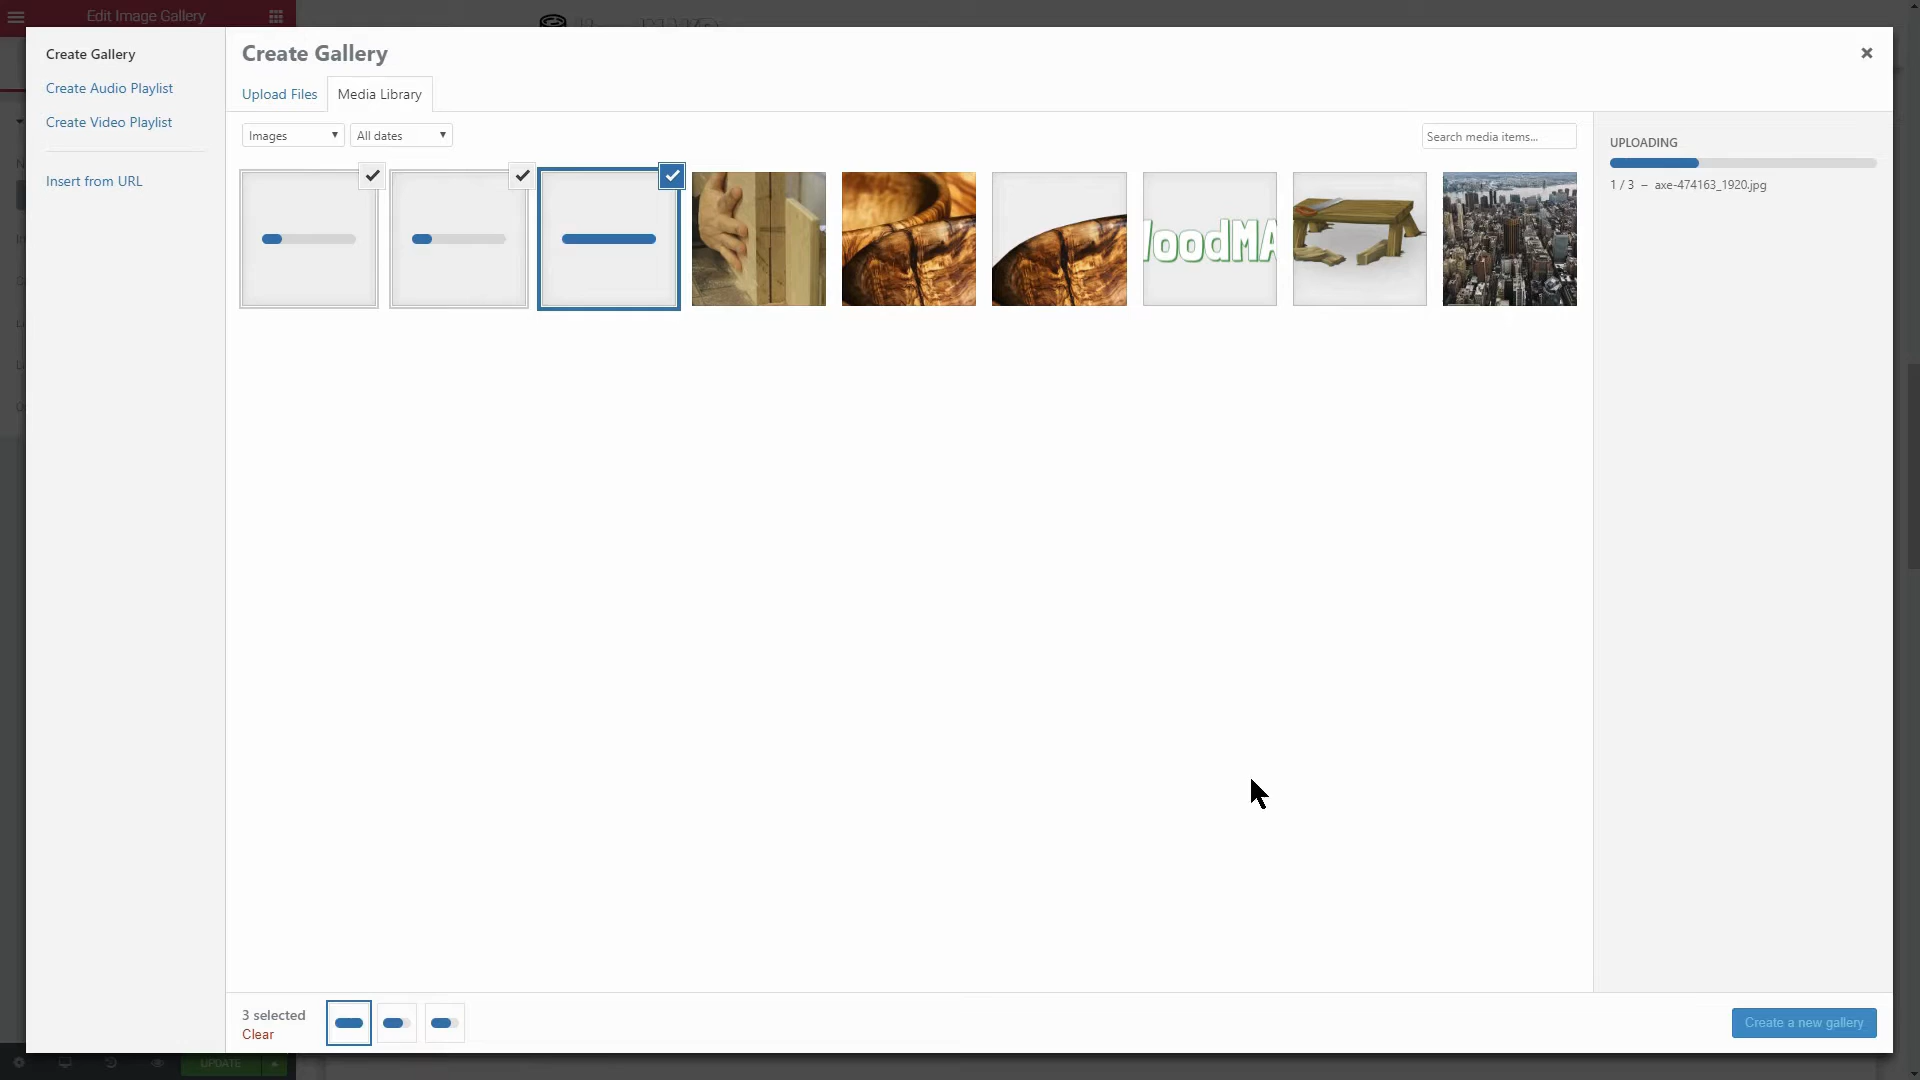 Edit Image Gallery
Create Gallery
Create Audio Playlist
Create Video Playlist
Insert from URL
Create Gallery
Upload Files
Media Library
Images
All dates
Search media items...
UPLOADING
1 / 3 – axe-474163_1920.jpg
WoodMA
3 selected
Clear
Create a new gallery
UPDATE